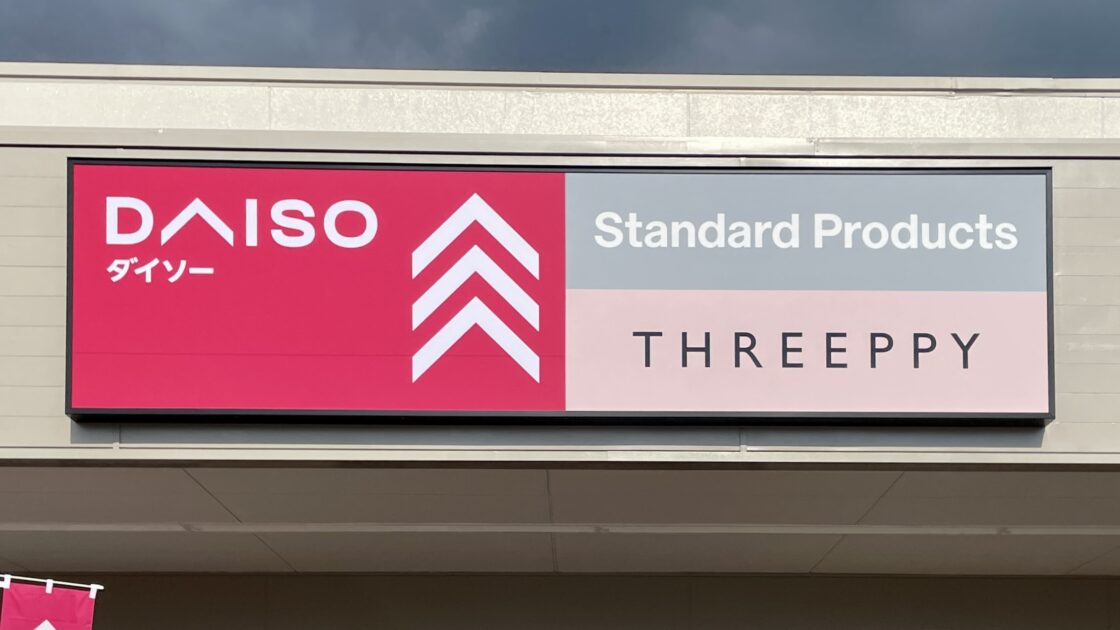 DAISO
ダイソー
Standard Products
THREEPPY